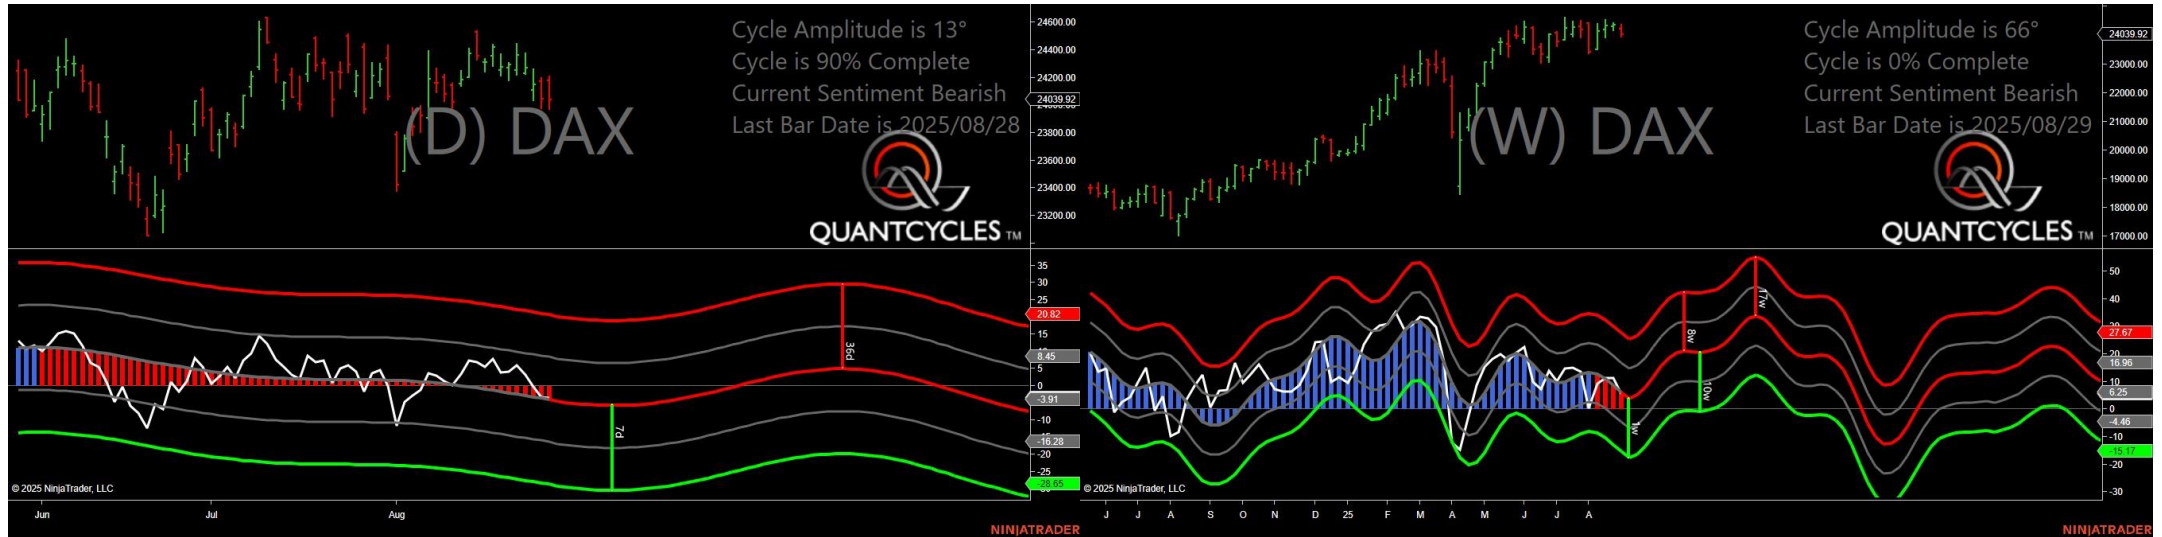 Cycle Amplitude is 13°
Cycle is 90% Complete
Current Sentiment Bearish
Last Bar Date is 2025/08/28
(D) DAX
QUANTCYCLES TM
24600.00
24400.00
24200.00
24039.92
23800.00
23600.00
23400.00
23200.00
35
30
25
20.82
15
8.45
5
0
-3.91
-10
-16.28
-20
-25
-28.65
36d
7d
© 2025 NinjaTrader, LLC
Jun Jul Aug
NINJATRADER
Cycle Amplitude is 66°
Cycle is 0% Complete
Current Sentiment Bearish
Last Bar Date is 2025/08/29
(W) DAX
QUANTCYCLES TM
24039.92
23000.00
22000.00
21000.00
20000.00
19000.00
18000.00
17000.00
50
40
27.67
20
16.96
10
6.25
0
-4.46
-10
-15.17
-20
-30
8w
17w
10w
1w
© 2025 NinjaTrader, LLC
J J A S O N D 25 F M A M J J A
NINJATRADER